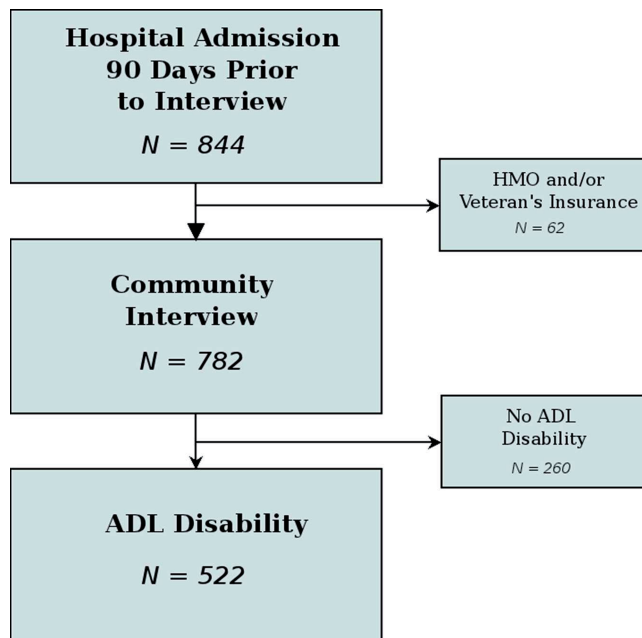 Hospital Admission
90 Days Prior
to Interview
N = 844
HMO and/or
Veteran's Insurance
N = 62
Community
Interview
N = 782
No ADL
Disability
N = 260
ADL Disability
N = 522